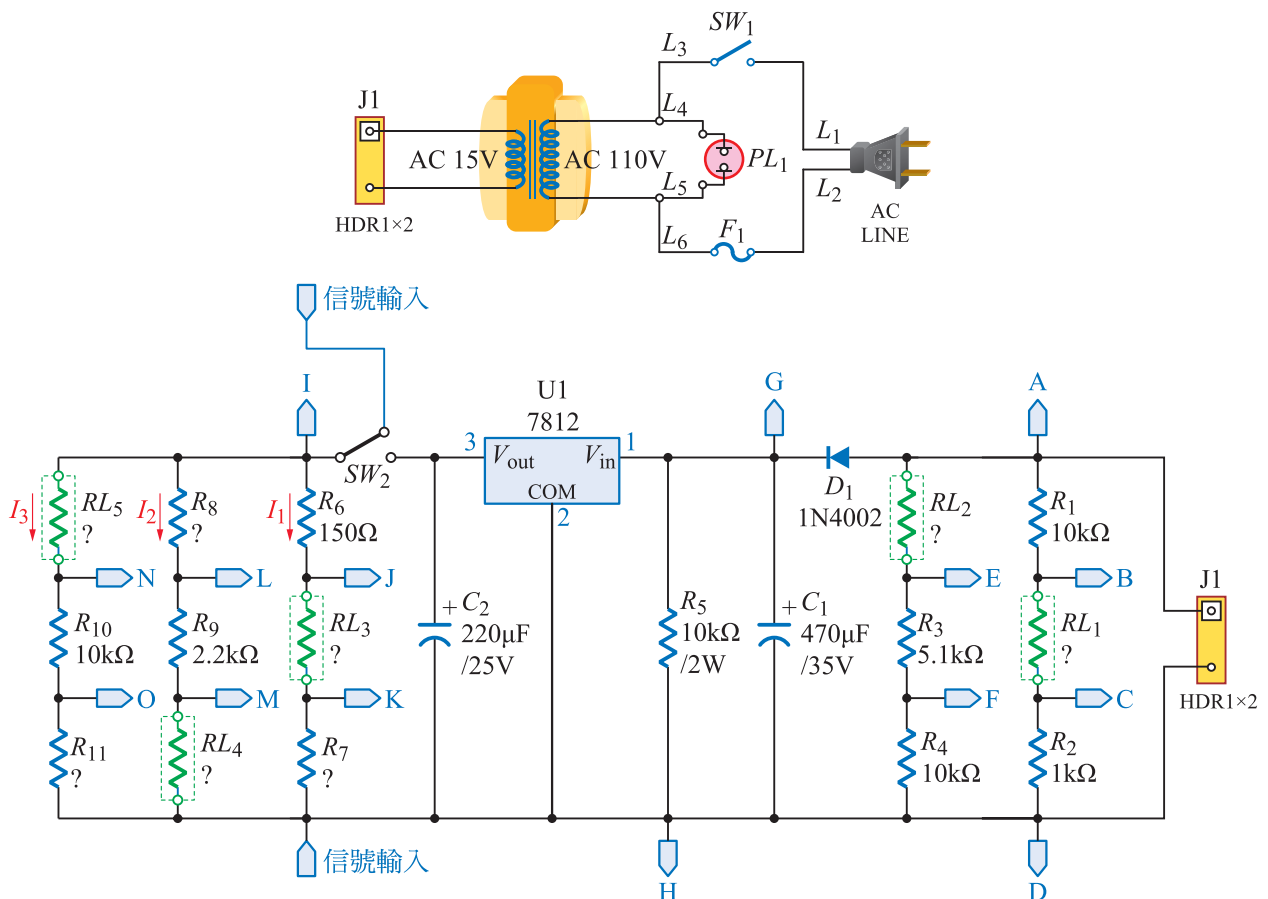 SW1
L3
J1
L4
L1
AC 15V
AC 110V
PL1
L5
L2
HDR1×2
AC
LINE
F1
L6
信號輸入
I
G
A
U1
7812
3
Vout
Vin
1
COM
2
SW2
D1
1N4002
I3
RL5
?
I2
R8
?
I1
R6
150Ω
RL2
?
R1
10kΩ
N
L
J
E
B
J1
R10
10kΩ
R9
2.2kΩ
RL3
?
+
C2
220μF
/25V
R5
10kΩ
/2W
+
C1
470μF
/35V
R3
5.1kΩ
RL1
?
HDR1×2
O
M
K
F
C
R11
?
RL4
?
R7
?
R4
10kΩ
R2
1kΩ
信號輸入
H
D